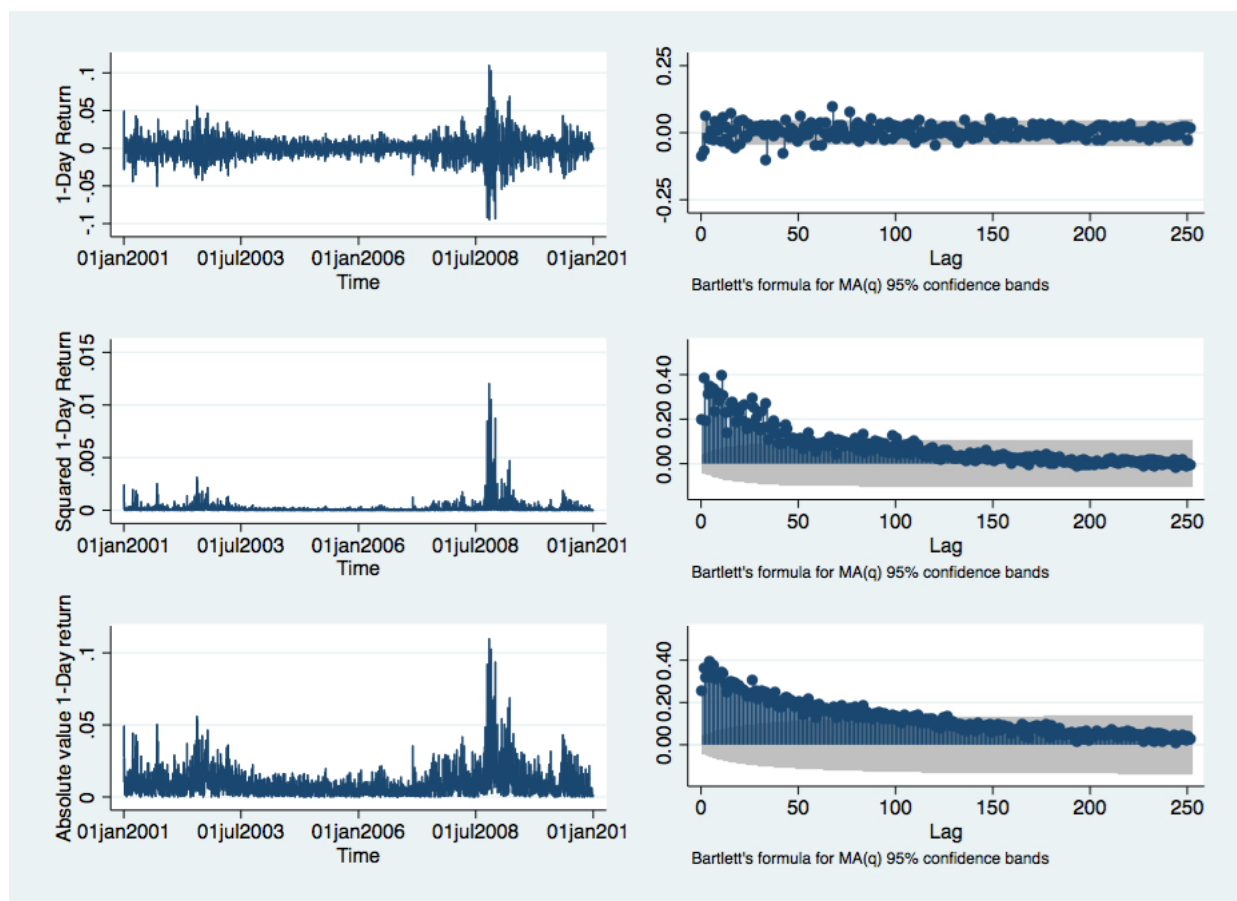 1-Day Return
.1
.05
0
-.05
-.1
01jan2001 01jul2003 01jan2006 01jul2008 01jan201
Time
0.25
0.00
-0.25
0 50 100 150 200 250
Lag
Bartlett's formula for MA(q) 95% confidence bands
Squared 1-Day Return
.015
.01
.005
0
01jan2001 01jul2003 01jan2006 01jul2008 01jan201
Time
0.40
0.20
0.00
0 50 100 150 200 250
Lag
Bartlett's formula for MA(q) 95% confidence bands
Absolute value 1-Day return
.1
.05
0
01jan2001 01jul2003 01jan2006 01jul2008 01jan201
Time
0.40
0.20
0.00
0 50 100 150 200 250
Lag
Bartlett's formula for MA(q) 95% confidence bands